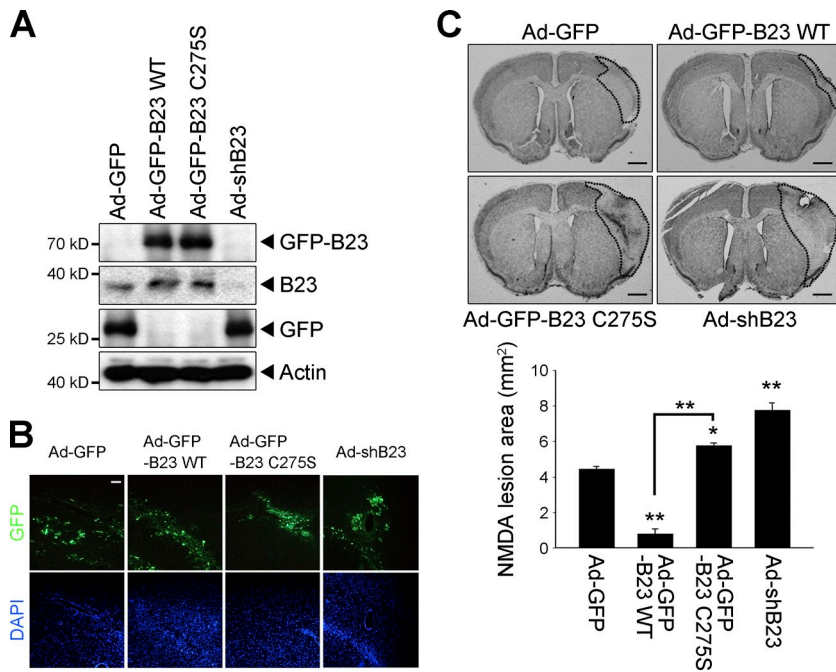 A
Ad-GFP
Ad-GFP-B23 WT
Ad-GFP-B23 C275S
Ad-shB23
70 kD
GFP-B23
40 kD
B23
25 kD
GFP
40 kD
Actin
B
Ad-GFP
Ad-GFP
-B23 WT
Ad-GFP
-B23 C275S
Ad-shB23
GFP
DAPI
C
Ad-GFP
Ad-GFP-B23 WT
Ad-GFP-B23 C275S
Ad-shB23
NMDA lesion area (mm²)
10
8
6
4
2
0
**
**
*
**
Ad-GFP
Ad-GFP
-B23 WT
Ad-GFP
-B23 C275S
Ad-shB23